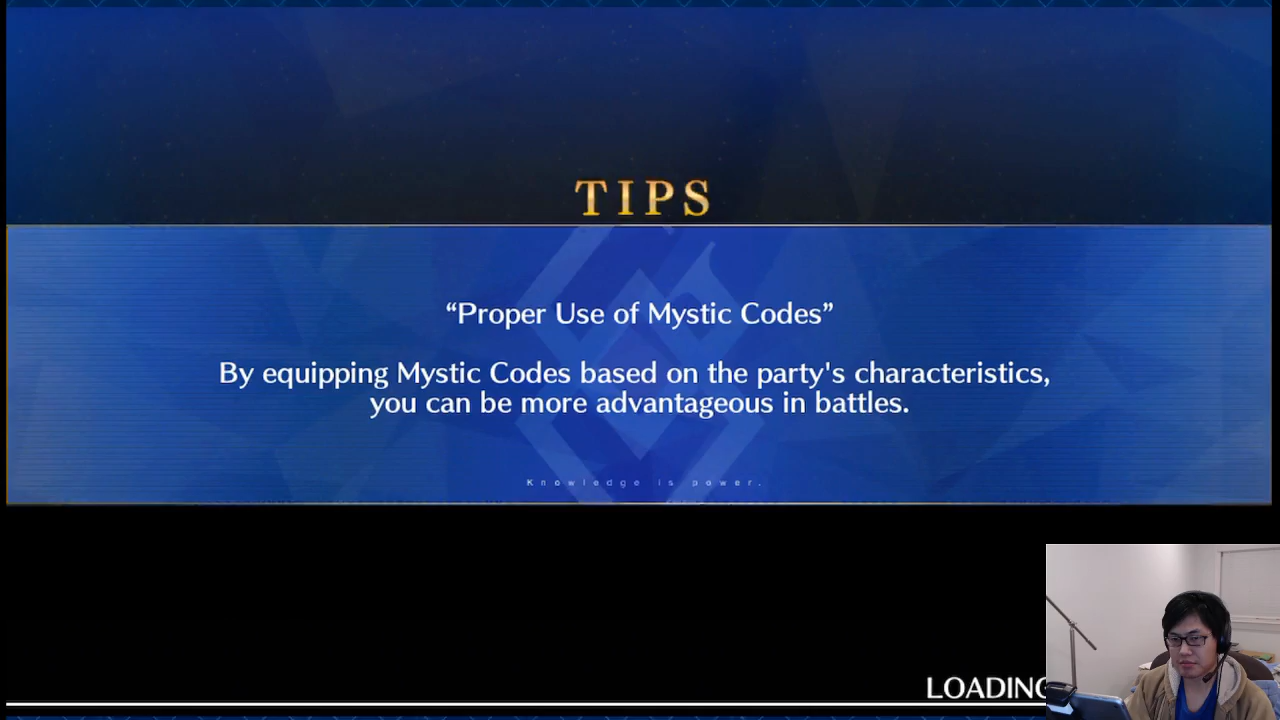 TIPS
“Proper Use of Mystic Codes”
By equipping Mystic Codes based on the party's characteristics,
you can be more advantageous in battles.
Knowledge is power.
LOADING